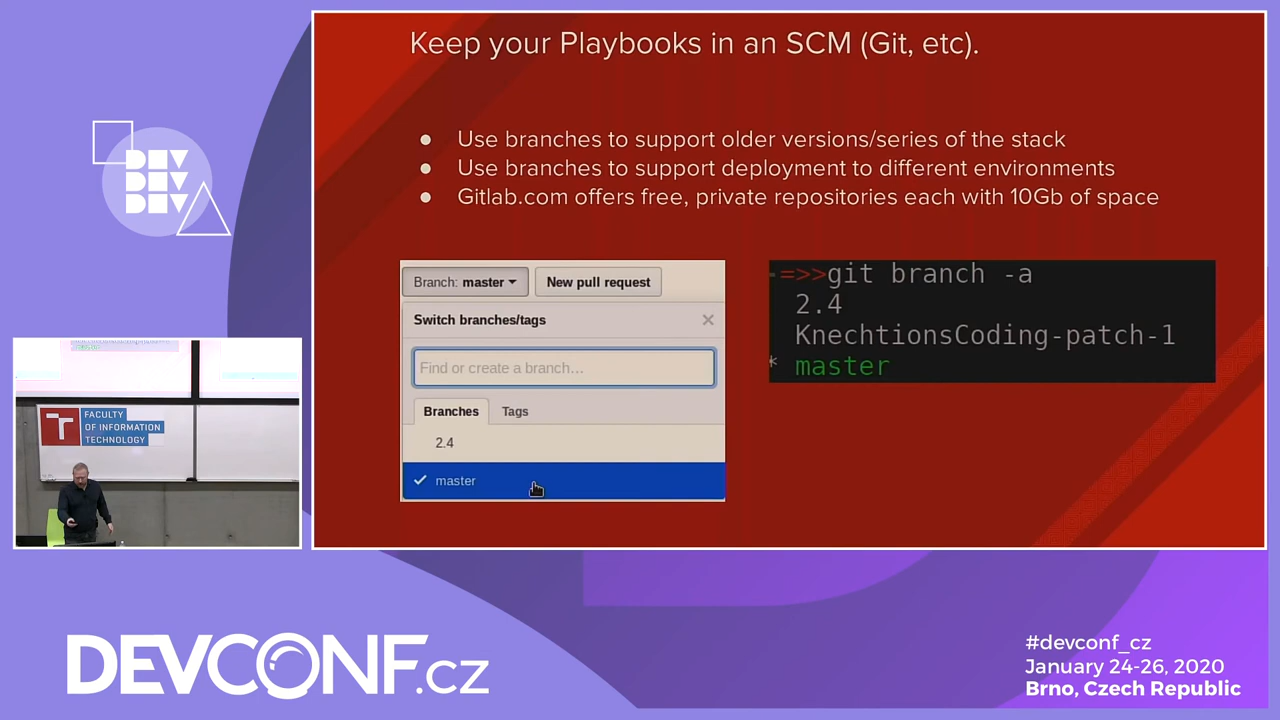 Keep your Playbooks in an SCM (Git, etc).
● Use branches to support older versions/series of the stack
● Use branches to support deployment to different environments
● Gitlab.com offers free, private repositories each with 10Gb of space
Branch: master
New pull request
Switch branches/tags
Find or create a branch…
Branches Tags
2.4
master
=>>git branch -a
2.4
KnechtionsCoding-patch-1
* master
DEV
DEV
DEV
FACULTY
OF INFORMATION
TECHNOLOGY
DEVCONF.cz
#devconf_cz
January 24-26, 2020
Brno, Czech Republic